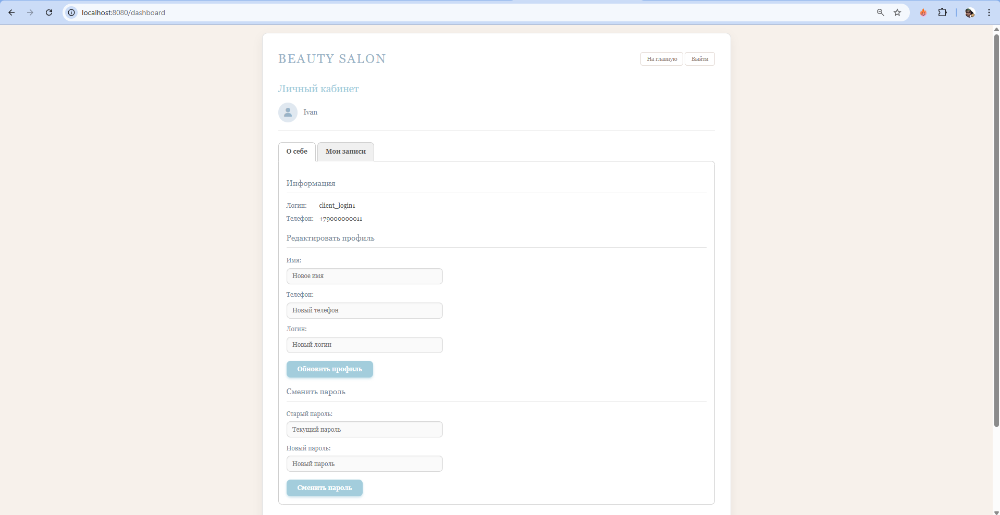 localhost:8080/dashboard
BEAUTY SALON
На главную
Выйти
Личный кабинет
Ivan
О себе
Мои записи
Информация
Логин: client_login1
Телефон: +79000000011
Редактировать профиль
Имя:
Новое имя
Телефон:
Новый телефон
Логин:
Новый логин
Обновить профиль
Сменить пароль
Старый пароль:
Текущий пароль
Новый пароль:
Новый пароль
Сменить пароль